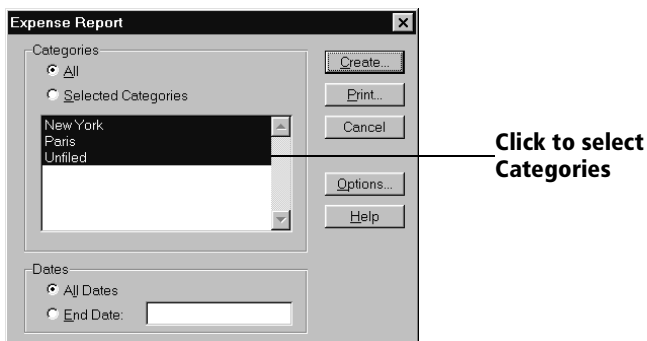 Expense Report
Categories
All
Selected Categories
New York
Paris
Unfiled
Create...
Print...
Cancel
Options...
Help
Click to select
Categories
Dates
All Dates
End Date: